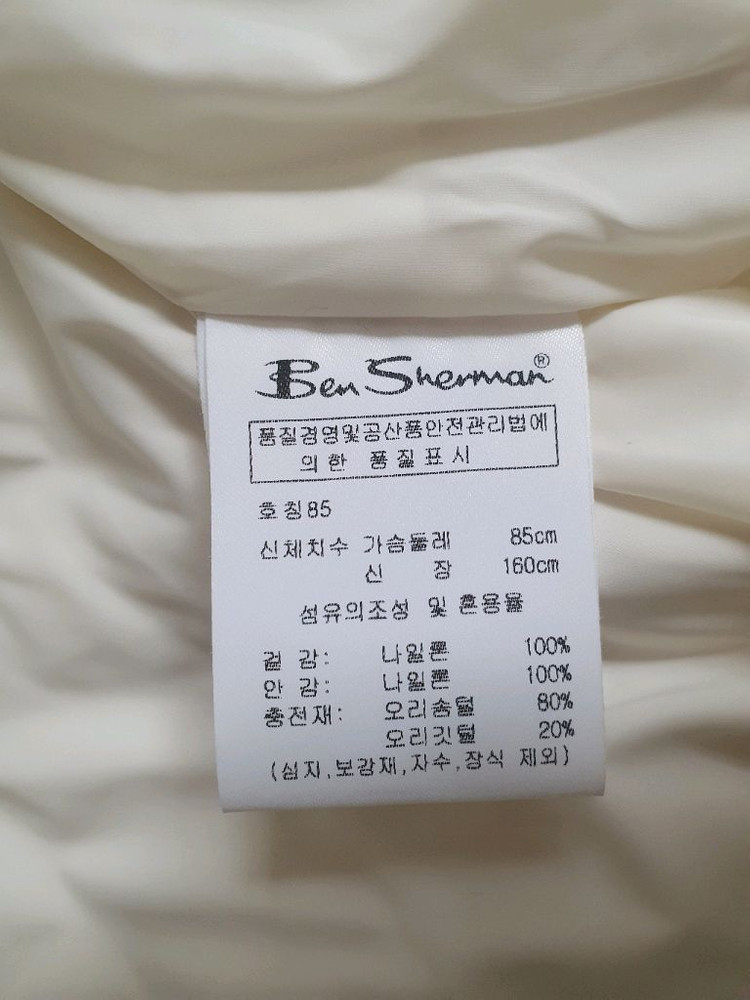 Ben Sherman®
품질경영및공산품안전관리법에
의한 품질표시
호칭85
신체치수 가슴둘레 85cm
신 장 160cm
섬유의조성 및 혼용율
겉 감: 나일론 100%
안 감: 나일론 100%
충전재: 오리솜털 80%
오리깃털 20%
(심지,보강재,자수,장식 제외)